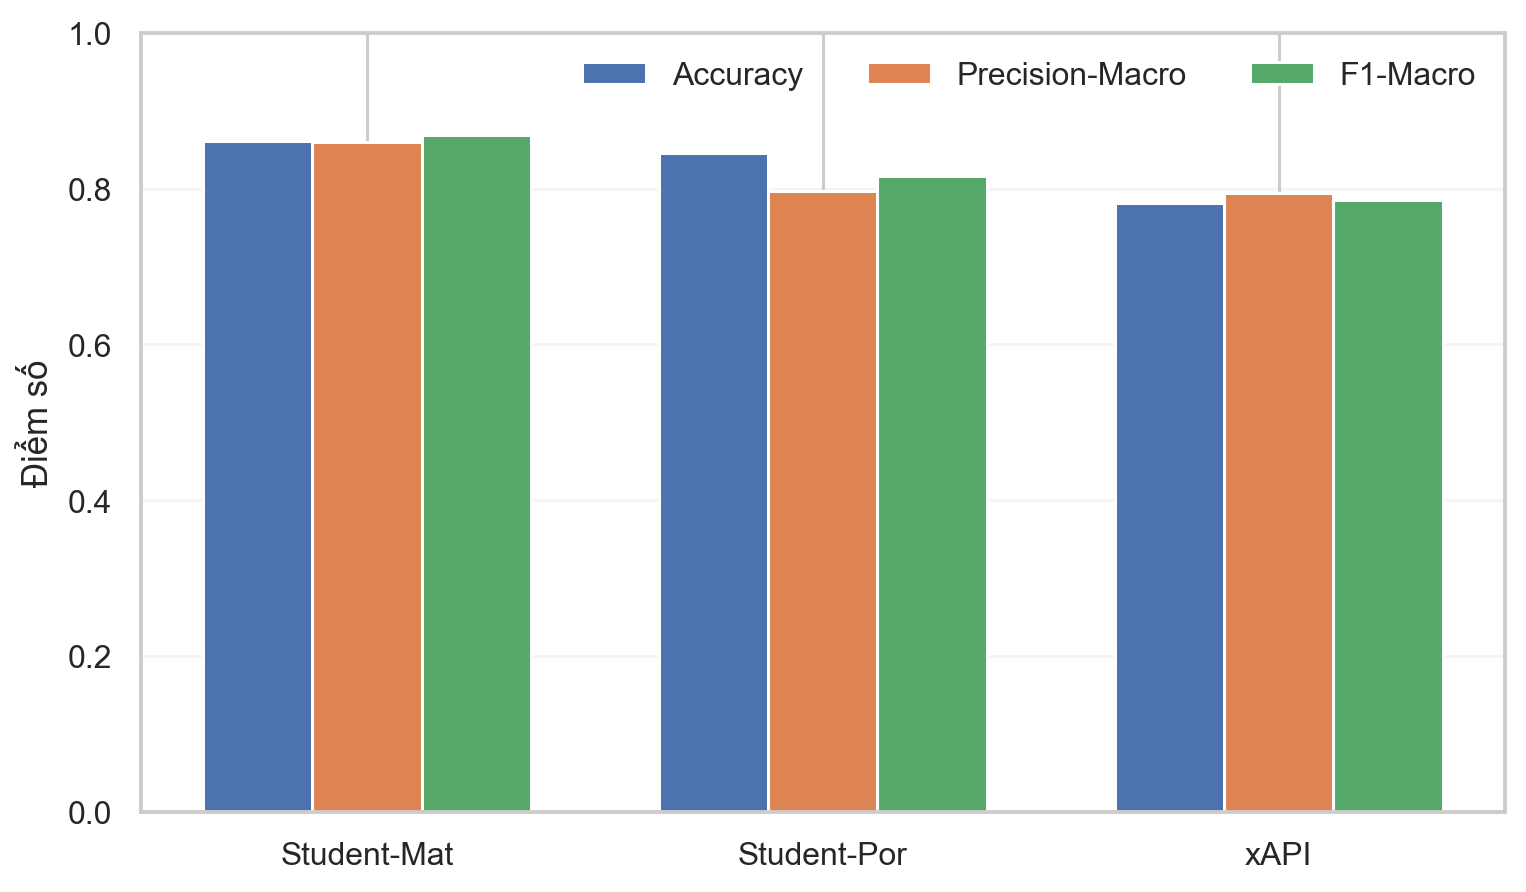 1.0
Accuracy Precision-Macro F1-Macro
0.8
0.6
Điểm số
0.4
0.2
0.0
Student-Mat Student-Por xAPI